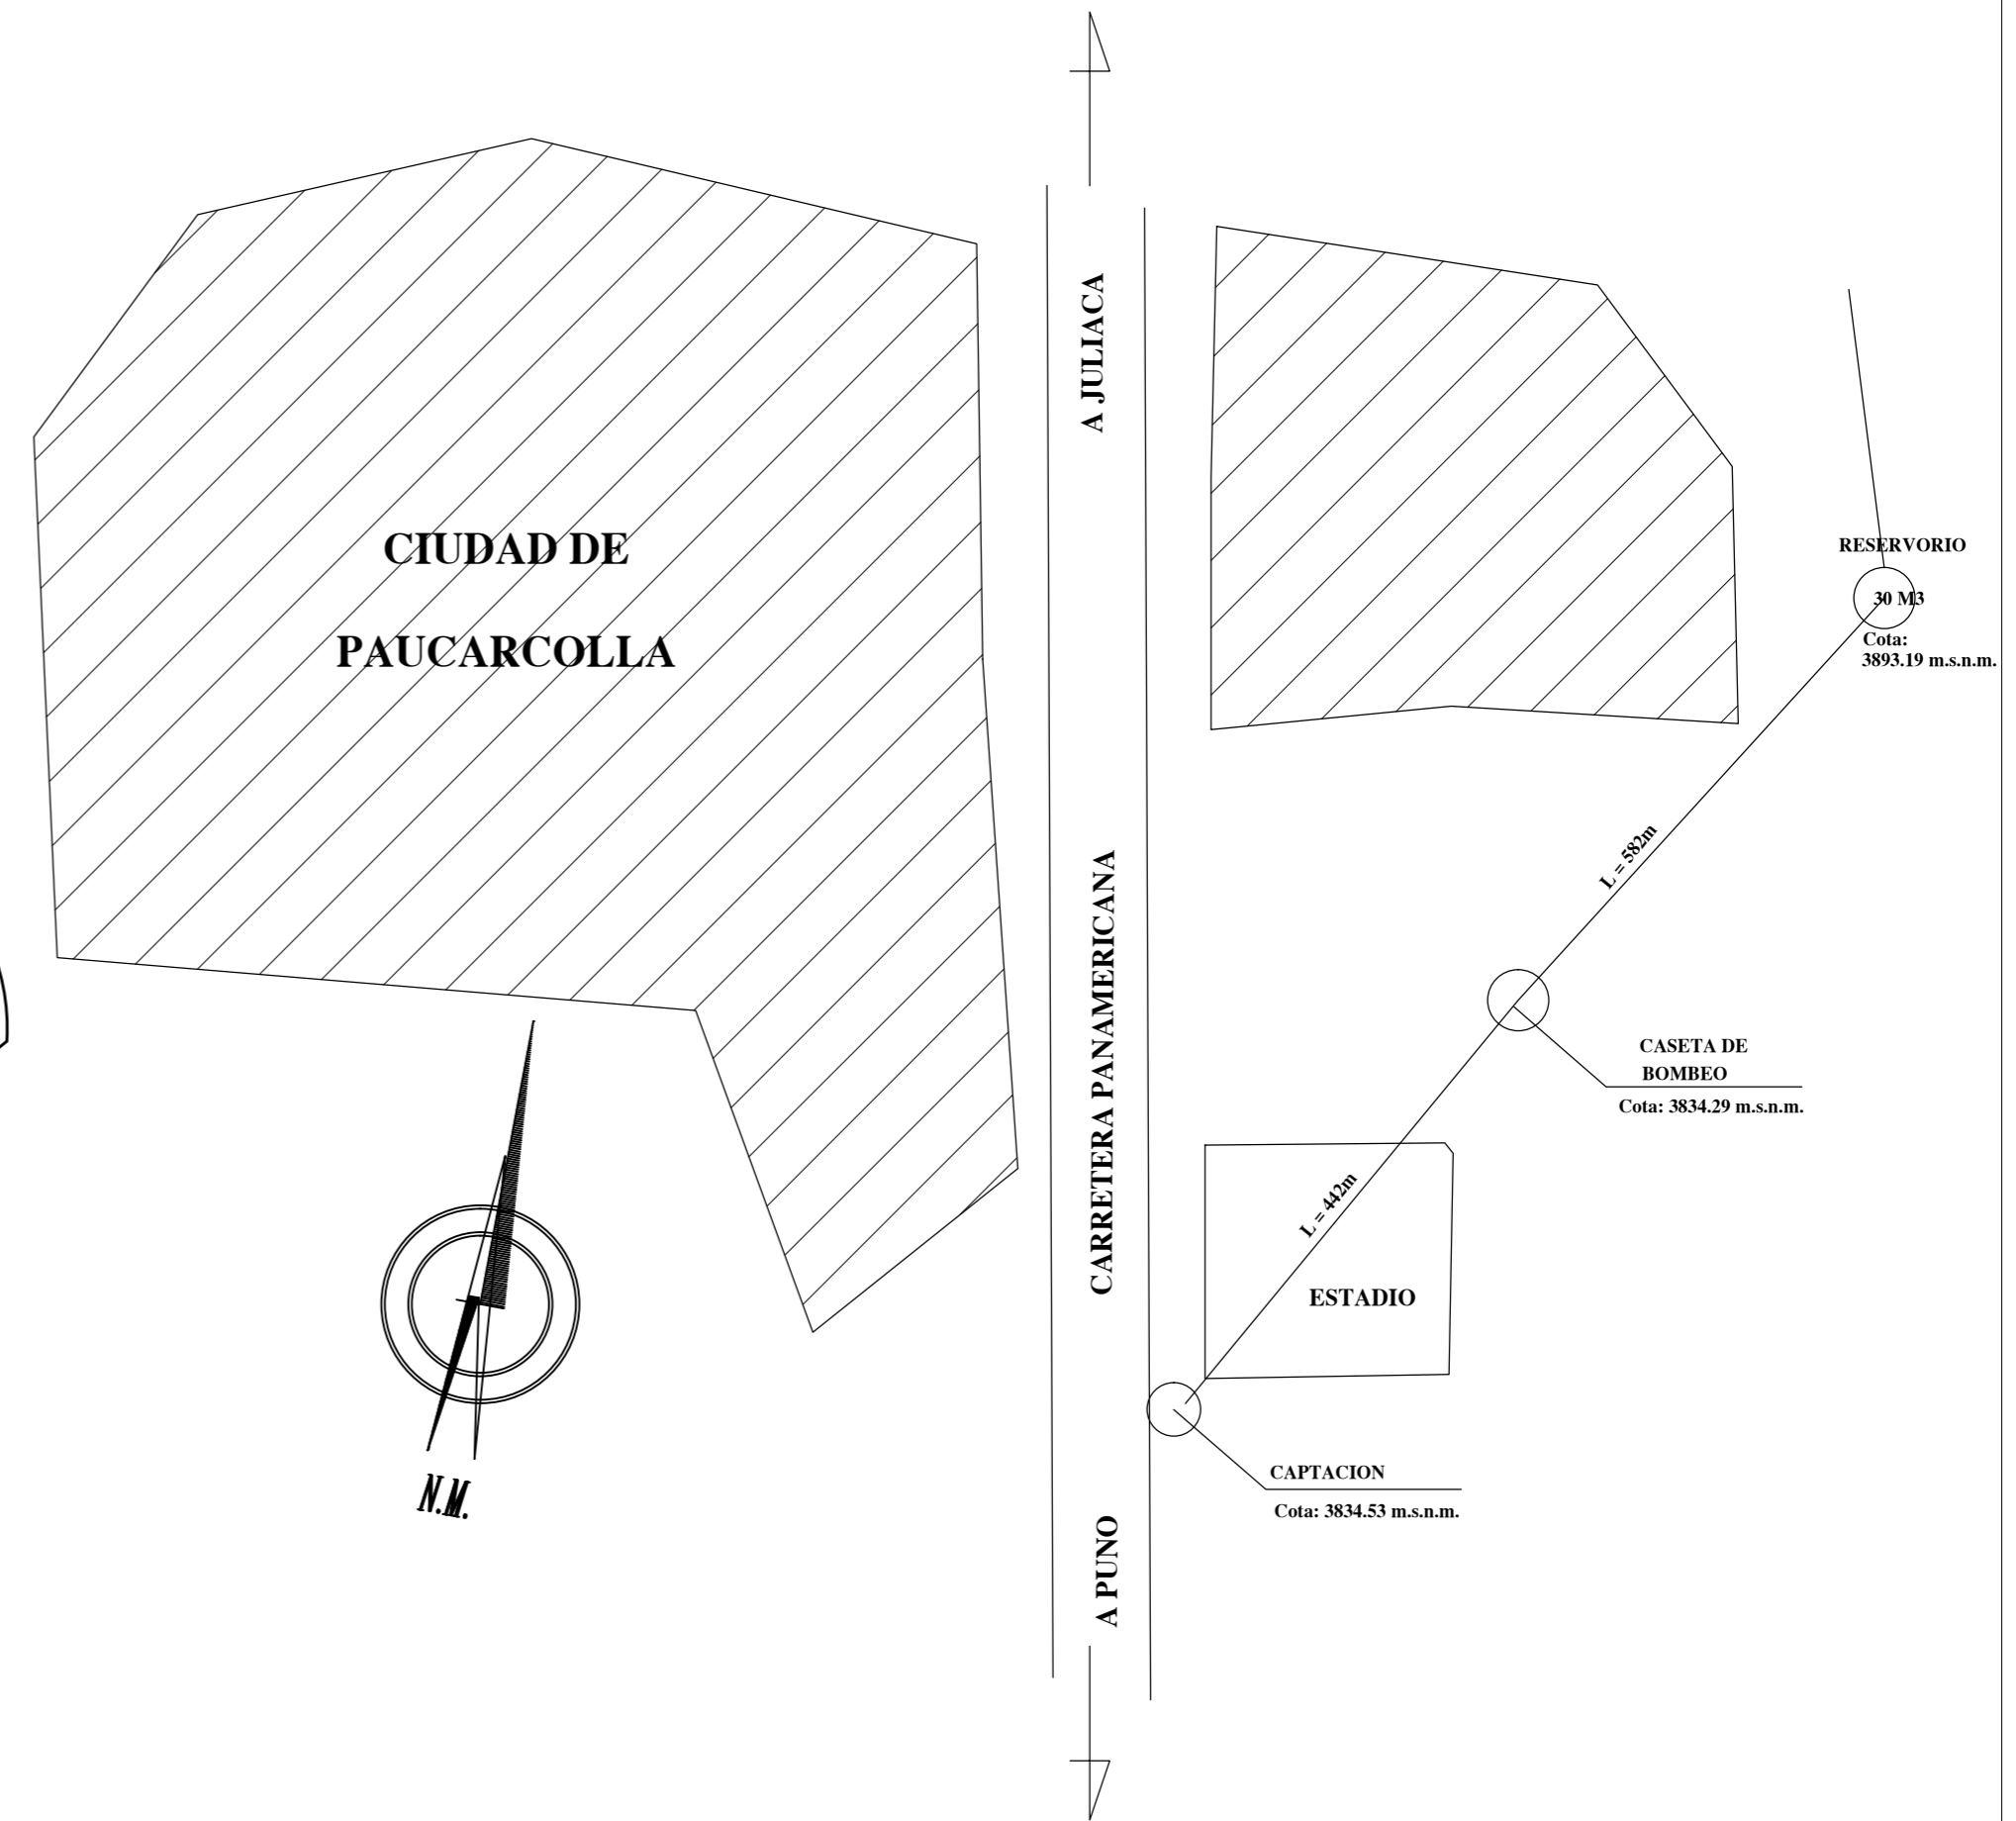 A JULIACA
CIUDAD DE
PAUCARCOLLA
RESERVORIO
30 M3
Cota:
3893.19 m.s.n.m.
L = 582m
CARRETERA PANAMERICANA
CASETA DE
BOMBEO
Cota: 3834.29 m.s.n.m.
L = 442m
ESTADIO
N.M.
CAPTACION
Cota: 3834.53 m.s.n.m.
A PUNO